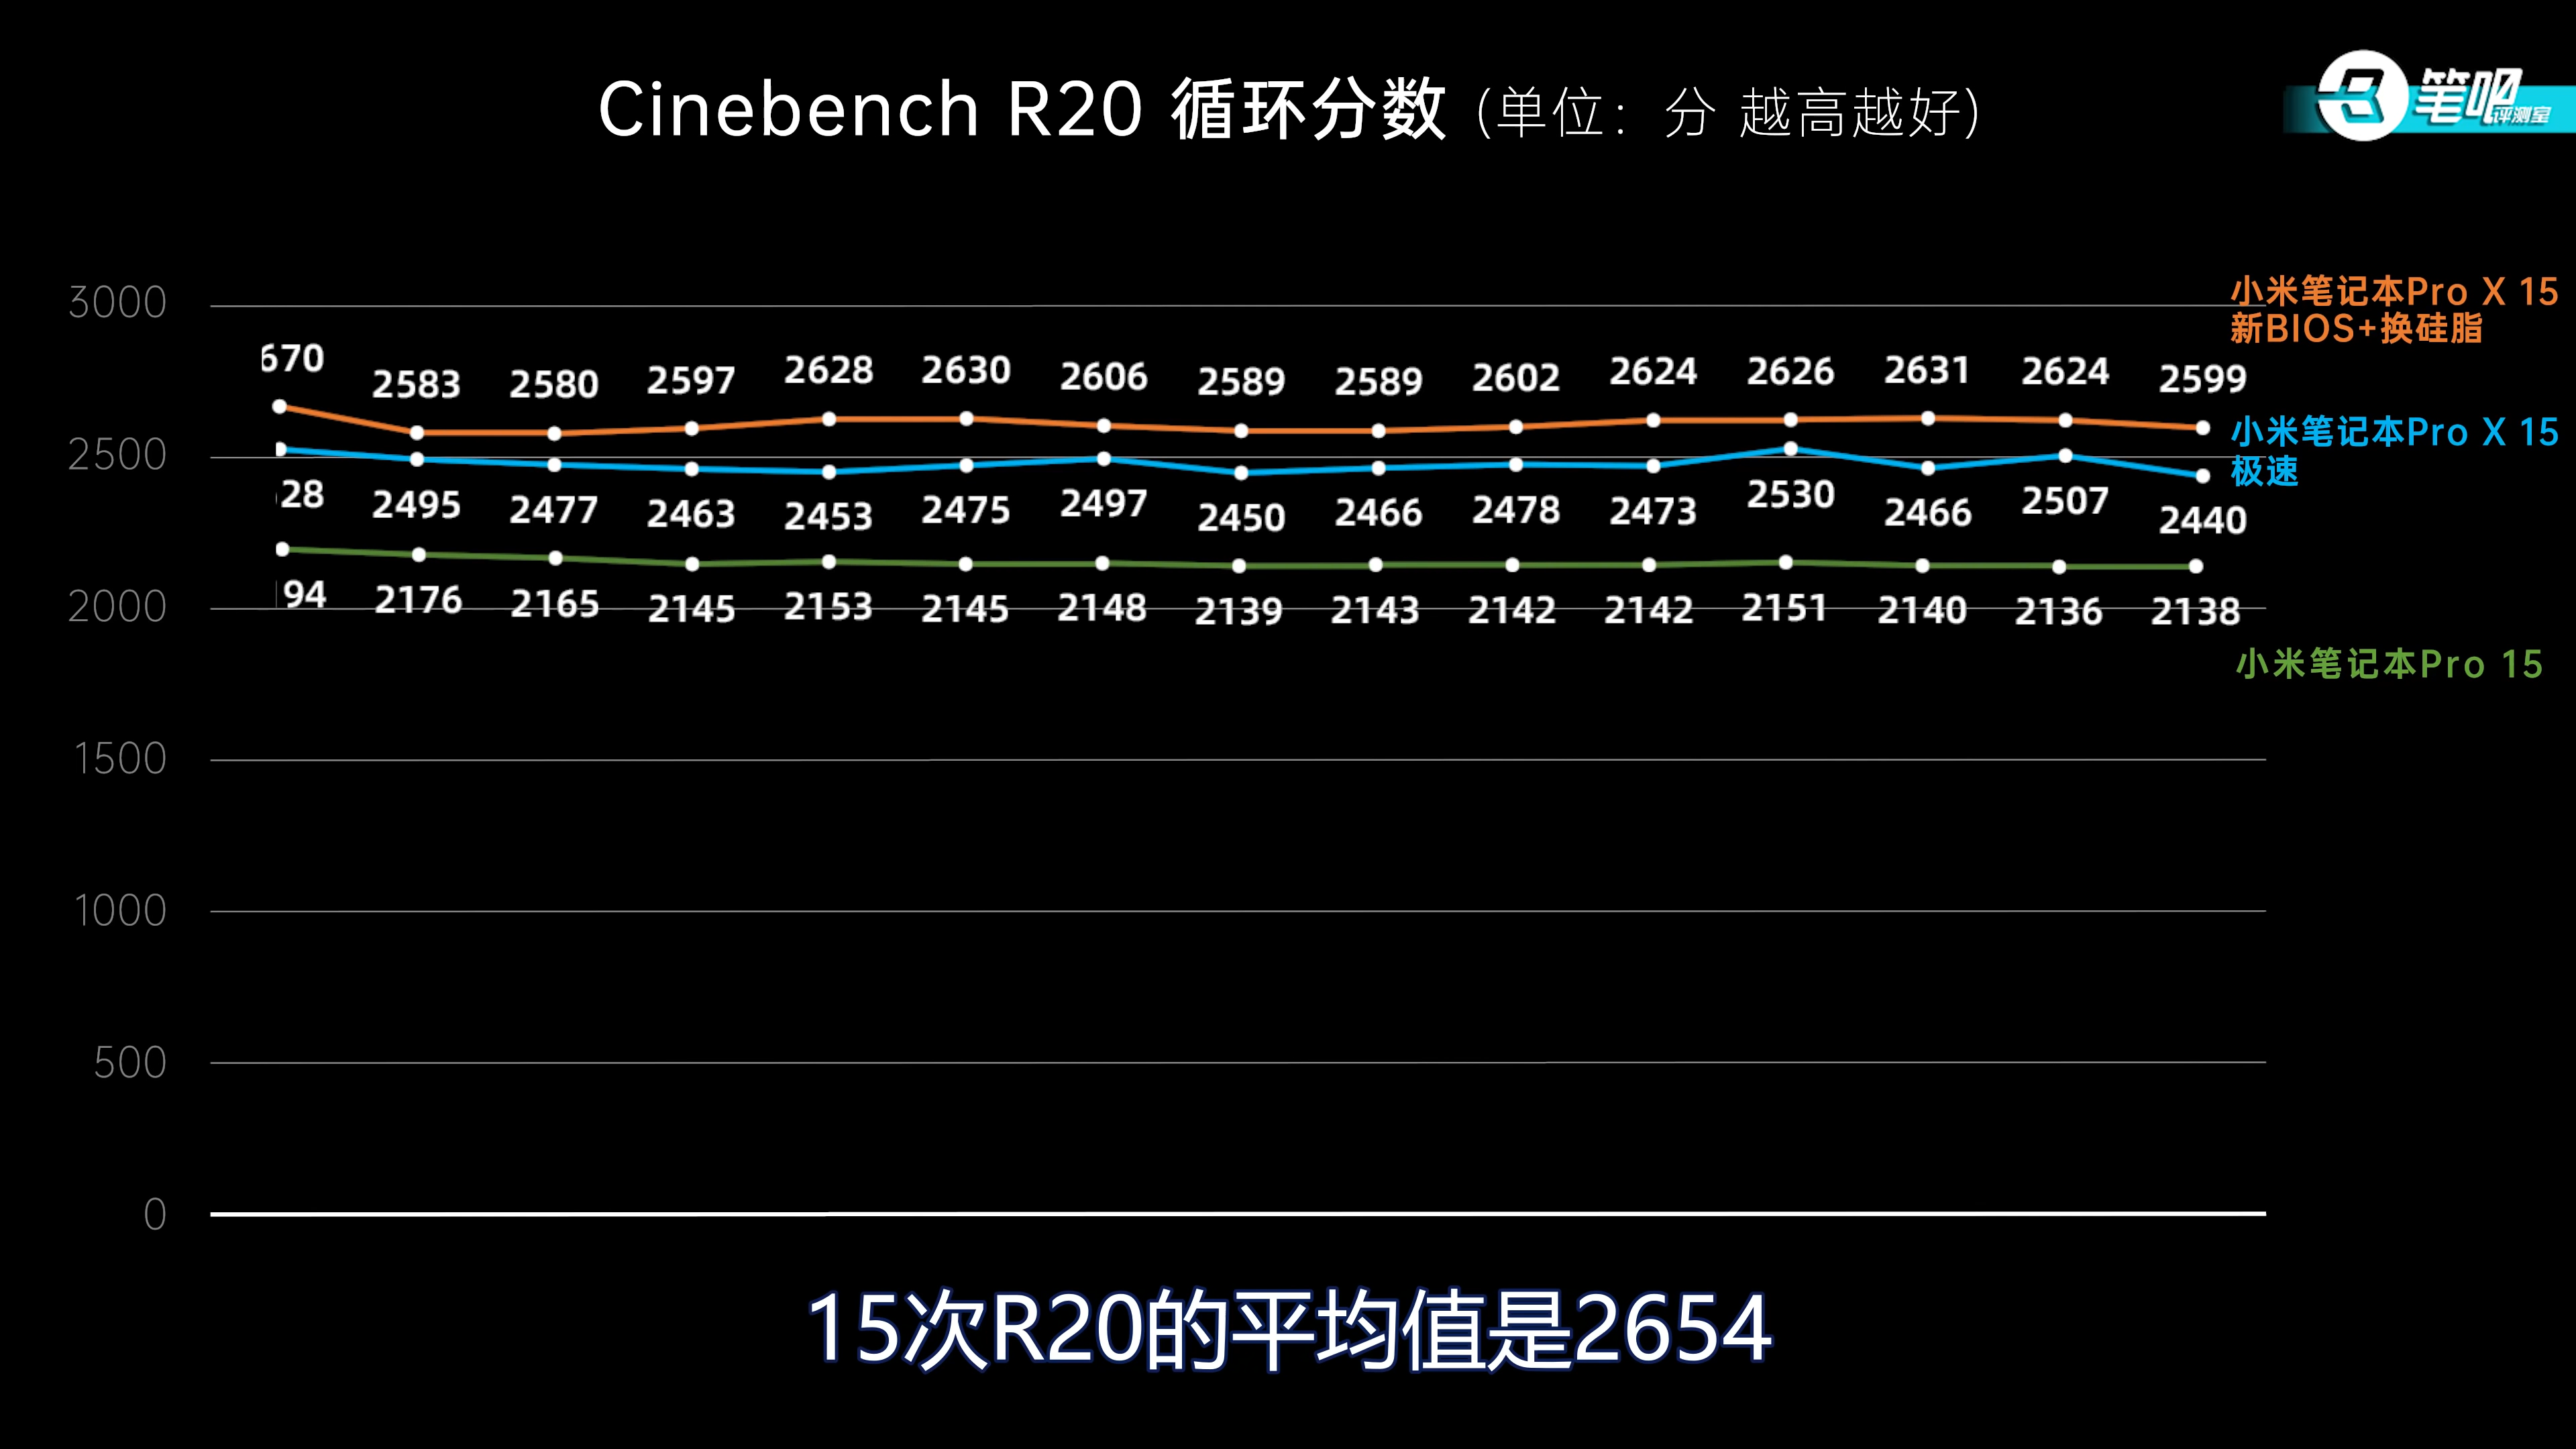 Cinebench R20 循环分数 (单位：分 越高越好)
笔吧评测室
3000
小米笔记本Pro X 15
新BIOS+换硅脂
670 2583 2580 2597 2628 2630 2606 2589 2589 2602 2624 2626 2631 2624 2599
2500
小米笔记本Pro X 15
极速
28 2495 2477 2463 2453 2475 2497 2450 2466 2478 2473 2530 2466 2507 2440
2000
94 2176 2165 2145 2153 2145 2148 2139 2143 2142 2142 2151 2140 2136 2138
小米笔记本Pro 15
1500
1000
500
0
15次R20的平均值是2654